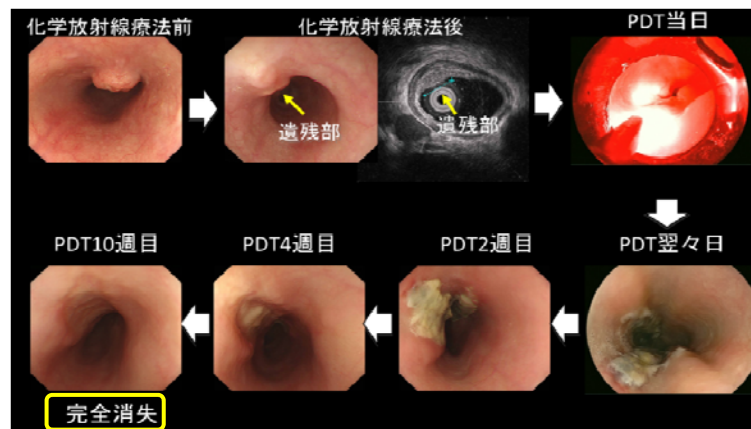 化学放射線療法前
化学放射線療法後
PDT当日
遺残部
遺残部
PDT10週目
PDT4週目
PDT2週目
PDT翌々日
完全消失